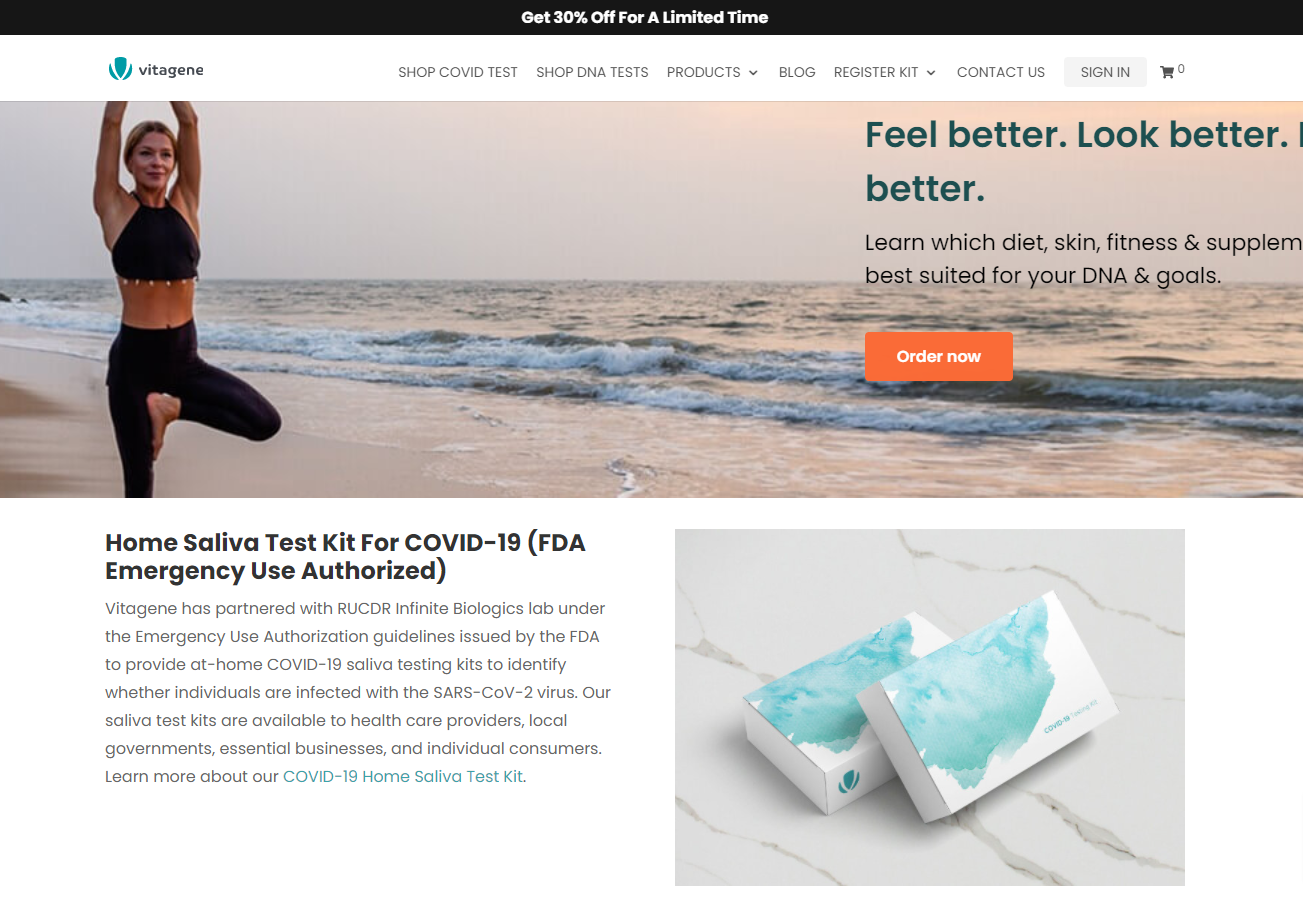 Get 30% Off For A Limited Time
vitagene
SHOP COVID TEST SHOP DNA TESTS PRODUCTS BLOG REGISTER KIT CONTACT US SIGN IN 0
Feel better. Look better.
better.
Learn which diet, skin, fitness & supplem
best suited for your DNA & goals.
Order now
Home Saliva Test Kit For COVID-19 (FDA
Emergency Use Authorized)
Vitagene has partnered with RUCDR Infinite Biologics lab under
the Emergency Use Authorization guidelines issued by the FDA
to provide at-home COVID-19 saliva testing kits to identify
whether individuals are infected with the SARS-CoV-2 virus. Our
saliva test kits are available to health care providers, local
governments, essential businesses, and individual consumers.
Learn more about our COVID-19 Home Saliva Test Kit.
COVID-19 Testing Kit